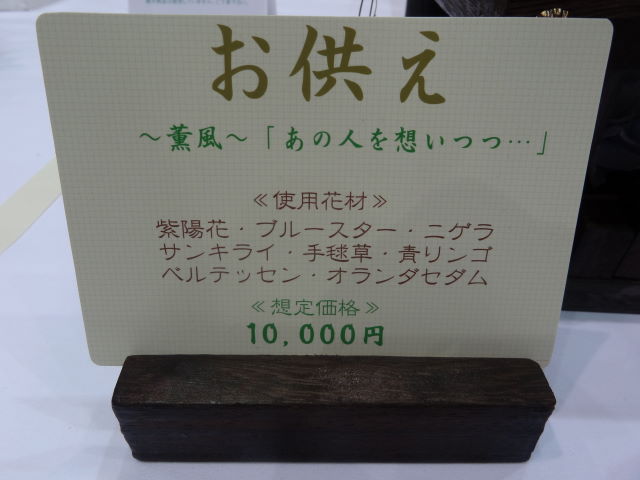 お供え
～薫風～「あの人を想いつつ…」
≪使用花材≫
紫陽花・ブルースター・ニゲラ
サンキライ・手毬草・青リンゴ
ベルテッセン・オランダセダム
≪想定価格≫
10,000円